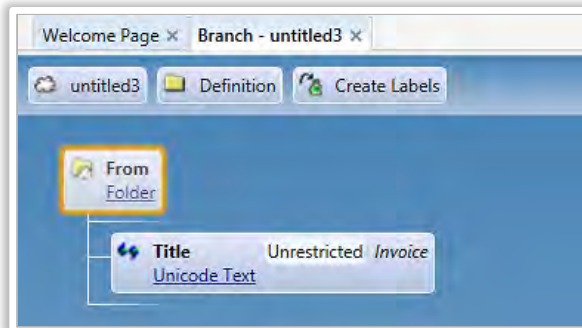 Welcome Page × Branch - untitled3 ×
untitled3 Definition Create Labels
From
Folder
Title Unrestricted Invoice
Unicode Text